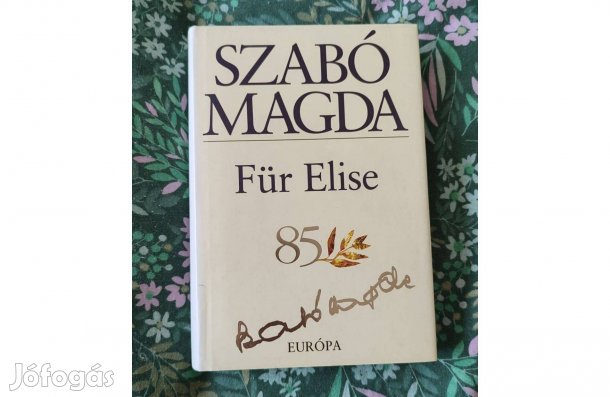 SZABÓ
MAGDA
Für Elise
85
EURÓPA
Jófogás